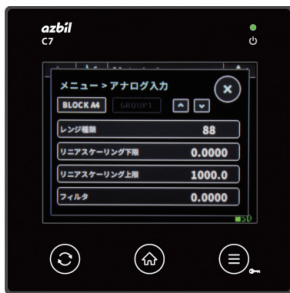 azbil
C7
メニュー > アナログ入力
BLOCK A4 GROUP1
レンジ種類 88
リニアスケーリング下限 0.0000
リニアスケーリング上限 1000.0
フィルタ 0.0000
SD